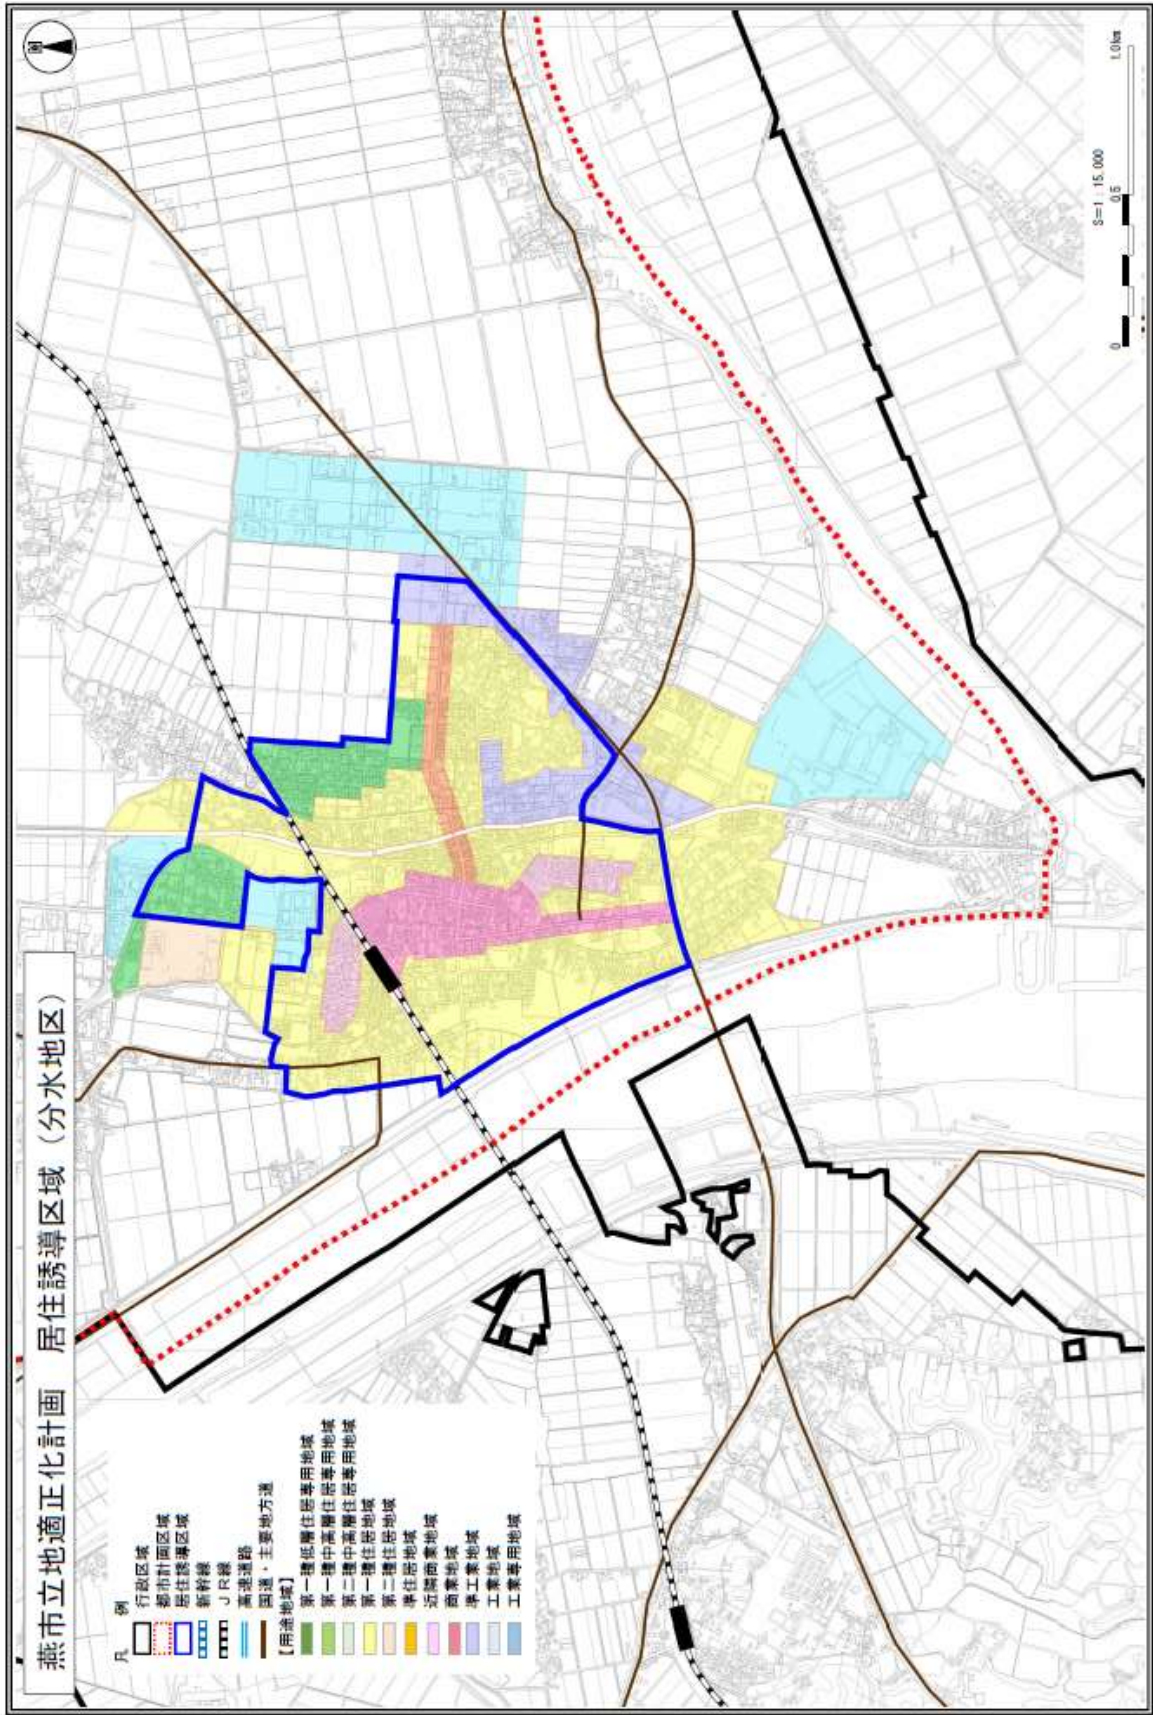 燕市立地適正化計画　居住誘導区域（分水地区）
凡　例
行政区域
都市計画区域
居住誘導区域
新幹線
ＪＲ線
高速道路
国道・主要地方道
【用途地域】
第一種低層住居専用地域
第一種中高層住居専用地域
第二種中高層住居専用地域
第一種住居地域
第二種住居地域
準住居地域
近隣商業地域
商業地域
準工業地域
工業地域
工業専用地域
S=1：15,000
0 0.5 1.0km